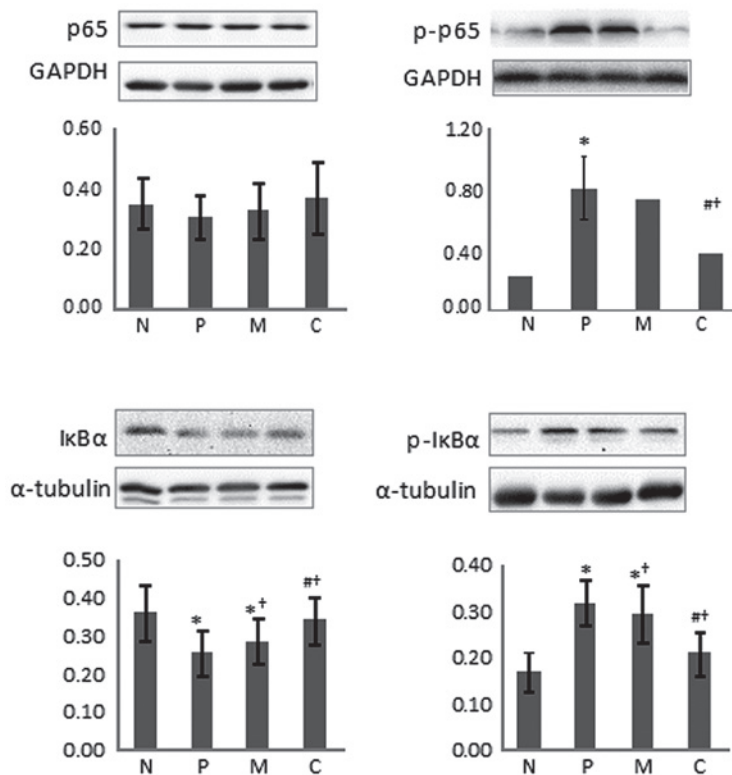 p65
GAPDH
0.60
0.40
0.20
0.00
N P M C
p-p65
GAPDH
1.20
0.80
0.40
0.00
*
#†
N P M C
IκBα
α-tubulin
0.50
0.40
0.30
0.20
0.10
0.00
*
*†
#†
N P M C
p-IκBα
α-tubulin
0.40
0.30
0.20
0.10
0.00
*
*†
#†
N P M C